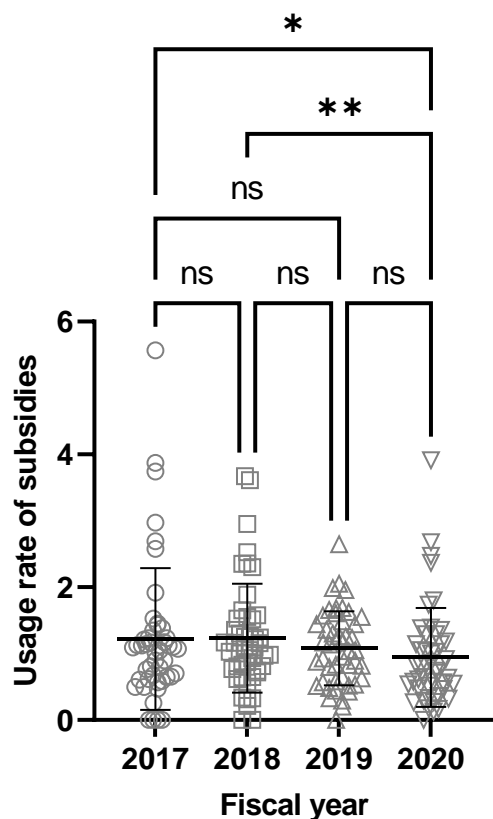 *
**
ns
ns ns ns
6
4
2
0
Usage rate of subsidies
2017 2018 2019 2020
Fiscal year